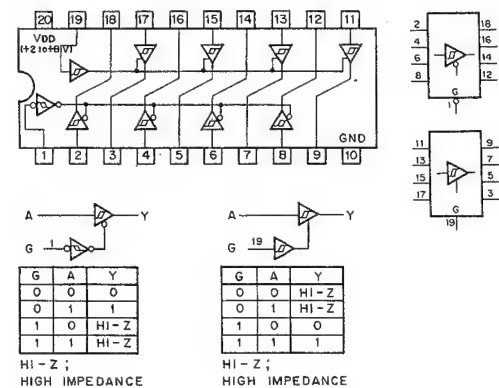 20 19 18 17 16 15 14 13 12 11
VDD
(+2 to +8V)
GND
1 2 3 4 5 6 7 8 9 10
2 18
4 16
6 14
8 12
G
1
11 9
13 7
15 5
17 3
G
19
A Y
G 1
G A Y
0 0 0
0 1 1
1 0 HI-Z
1 1 HI-Z
HI-Z ;
HIGH IMPEDANCE
A Y
G 19
G A Y
0 0 HI-Z
0 1 HI-Z
1 0 0
1 1 1
HI-Z ;
HIGH IMPEDANCE